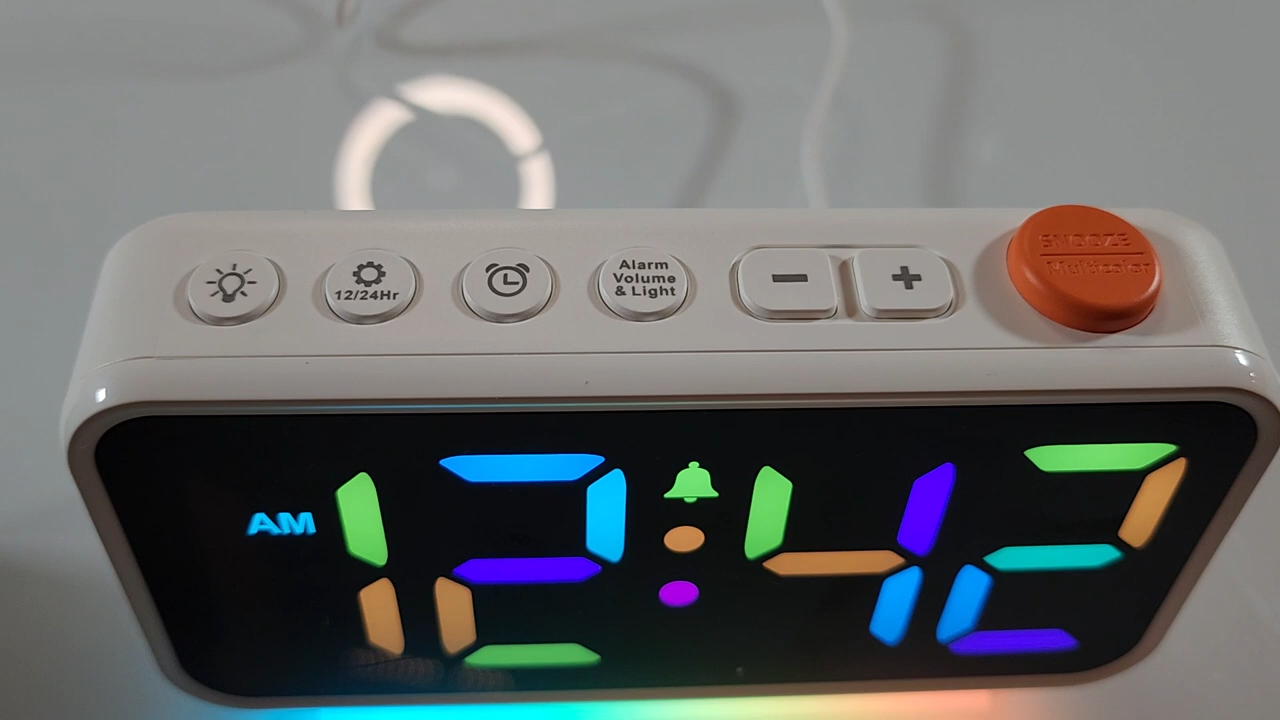 12/24Hr
Alarm
Volume
& Light
− +
SNOOZE
Multicolor
AM 12:42